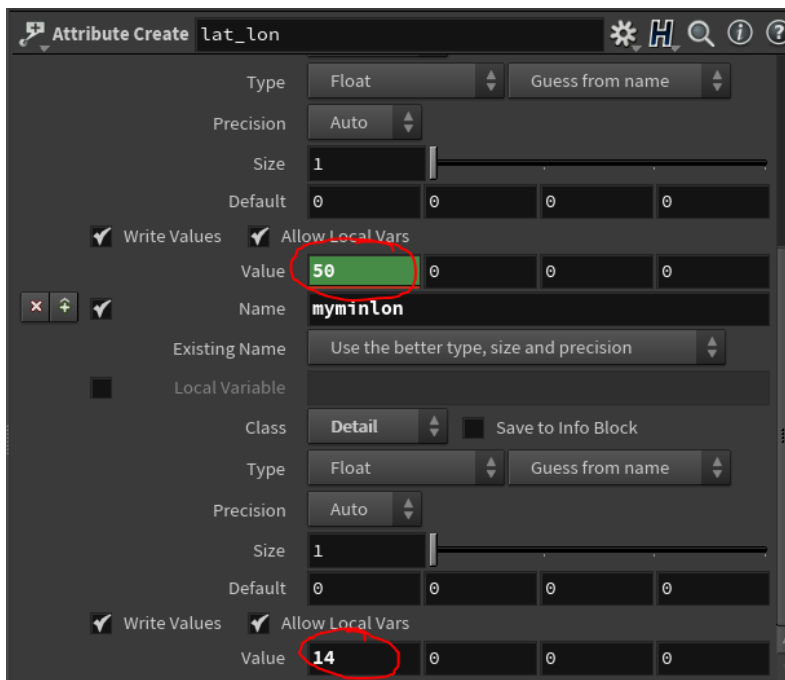 Attribute Create lat_lon
Type Float Guess from name
Precision Auto
Size 1
Default 0 0 0 0
Write Values Allow Local Vars
Value 50 0 0 0
Name myminlon
Existing Name Use the better type, size and precision
Local Variable
Class Detail Save to Info Block
Type Float Guess from name
Precision Auto
Size 1
Default 0 0 0 0
Write Values Allow Local Vars
Value 14 0 0 0